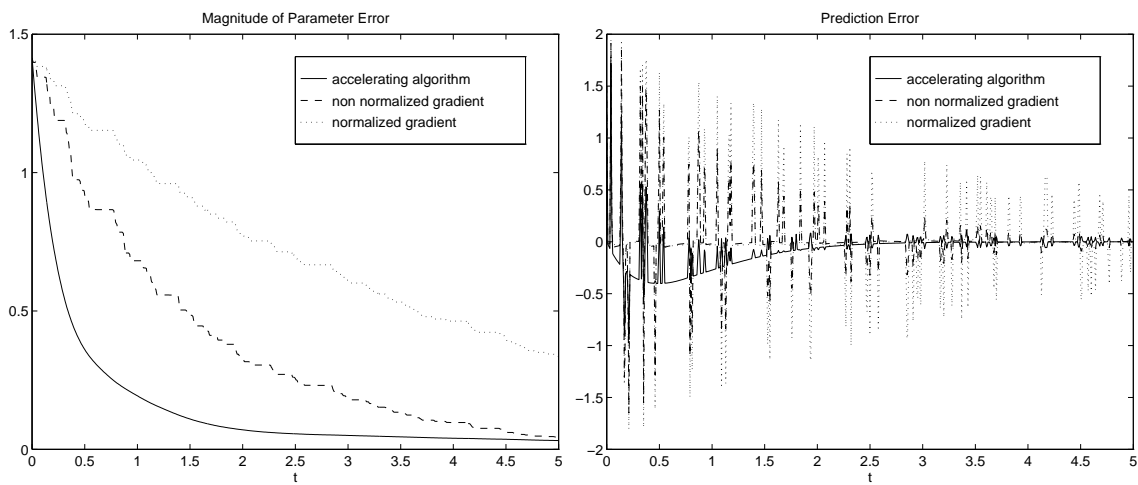 Magnitude of Parameter Error
1.5
1
0.5
0
accelerating algorithm
non normalized gradient
normalized gradient
0 0.5 1 1.5 2 2.5 3 3.5 4 4.5 5
t
Prediction Error
2
1.5
1
0.5
0
−0.5
−1
−1.5
−2
accelerating algorithm
non normalized gradient
normalized gradient
0 0.5 1 1.5 2 2.5 3 3.5 4 4.5 5
t